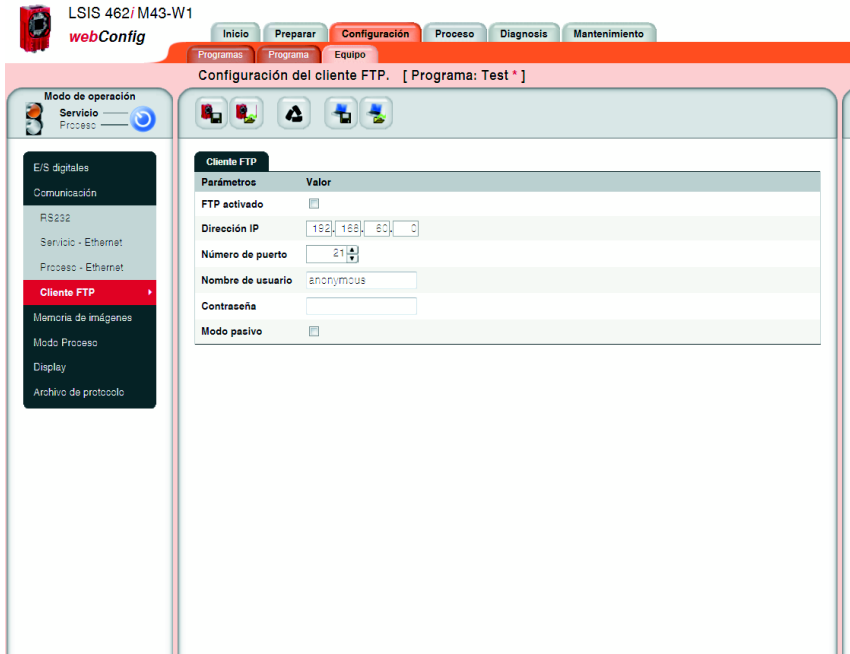 LSIS 462i M43-W1
webConfig
Inicio Preparar Configuración Proceso Diagnosis Mantenimiento
Programas Programa Equipo
Configuración del cliente FTP. [ Programa: Test * ]
Modo de operación
Servicio
Proceso
E/S digitales
Comunicación
RS232
Servicio - Ethernet
Proceso - Ethernet
Cliente FTP
Memoria de imágenes
Modo Proceso
Display
Archivo de protocolo
Cliente FTP
Parámetros Valor
FTP activado
Dirección IP 192. 168. 60. 0
Número de puerto 21
Nombre de usuario anonymous
Contraseña
Modo pasivo